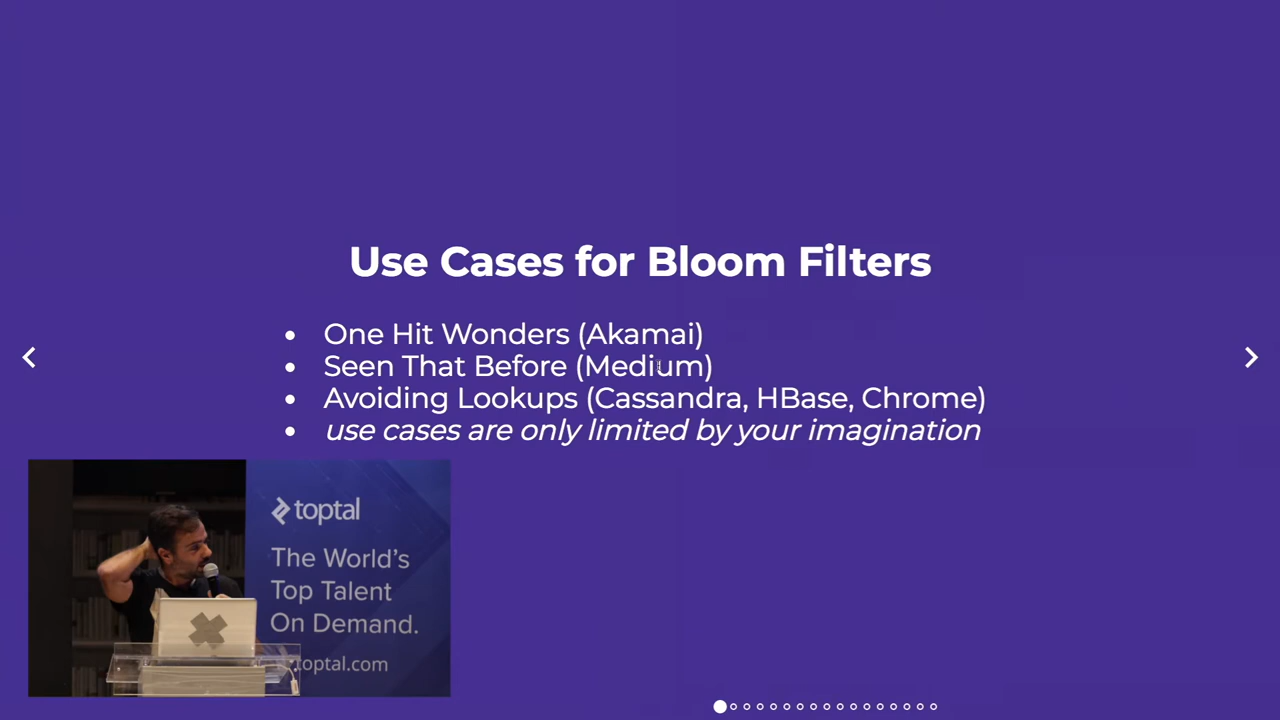 Use Cases for Bloom Filters
One Hit Wonders (Akamai)
Seen That Before (Medium)
Avoiding Lookups (Cassandra, HBase, Chrome)
use cases are only limited by your imagination
toptal
The World's
Top Talent
On Demand.
toptal.com